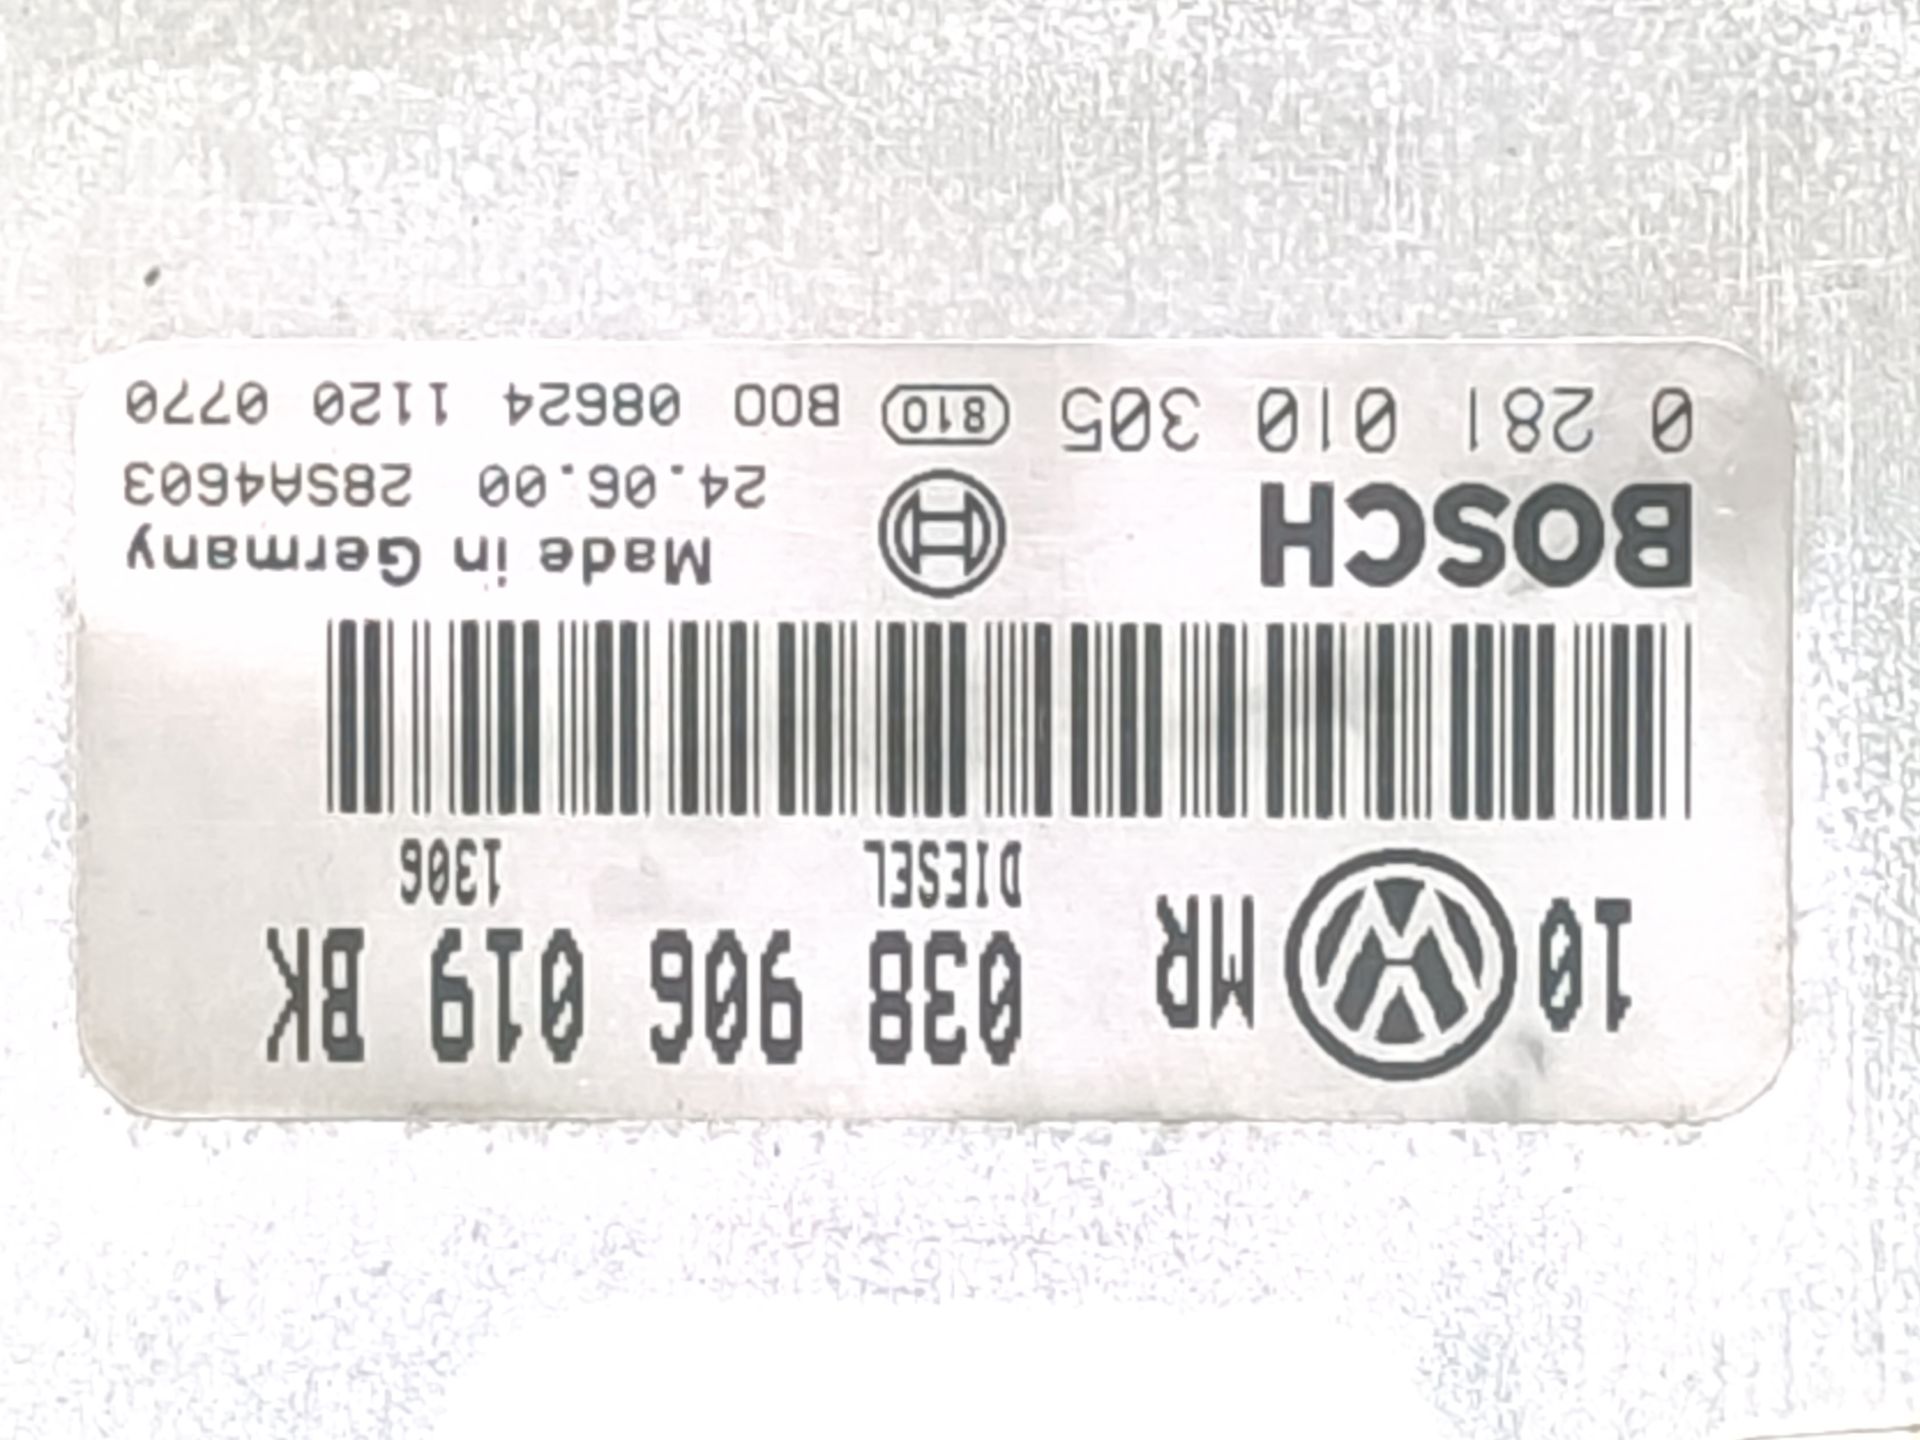 10 MR 038 906 019 BK
DIESEL 1306
BOSCH Made in Germany
24.06.00 28SA4603
0 281 010 305 810 BOO 08624 1120 0770